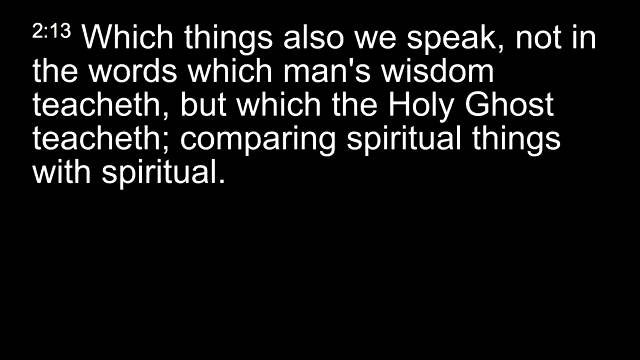 2:13 Which things also we speak, not in
the words which man's wisdom
teacheth, but which the Holy Ghost
teacheth; comparing spiritual things
with spiritual.